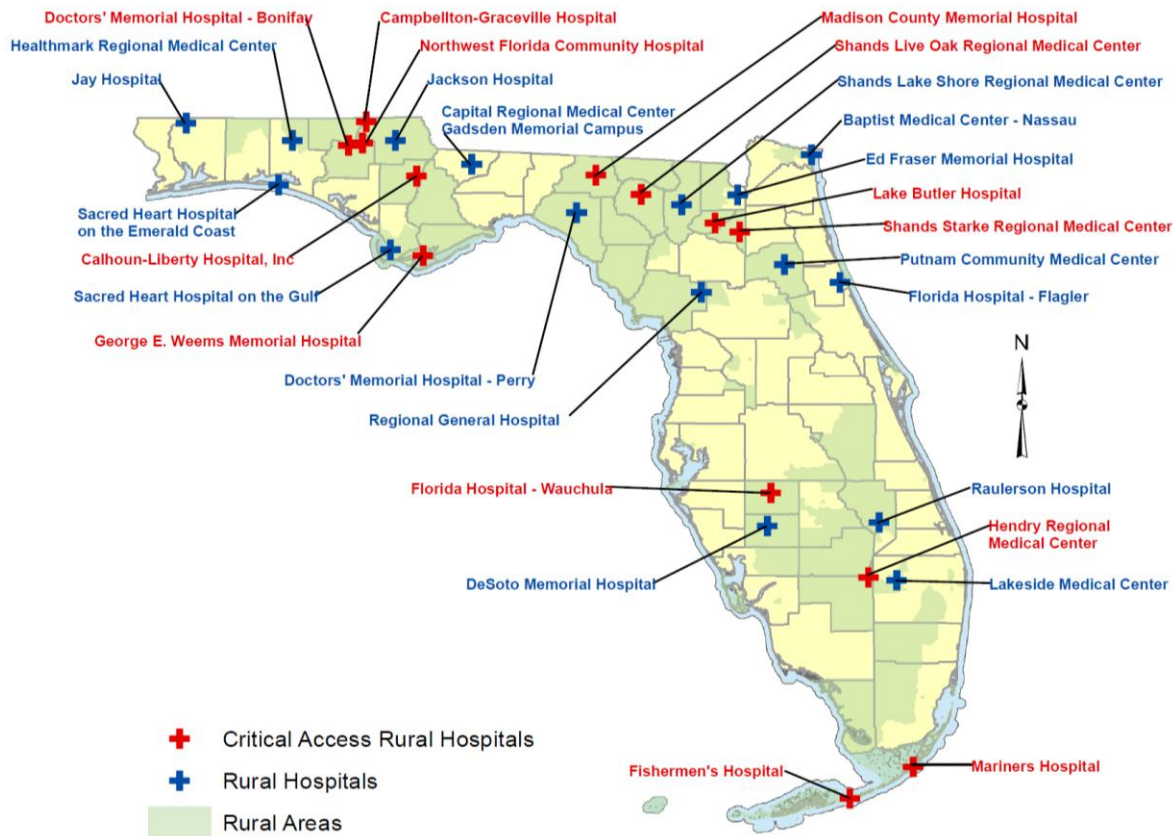 Doctors' Memorial Hospital - Bonifay
Campbellton-Graceville Hospital
Madison County Memorial Hospital
Healthmark Regional Medical Center
Northwest Florida Community Hospital
Shands Live Oak Regional Medical Center
Jay Hospital
Jackson Hospital
Shands Lake Shore Regional Medical Center
Capital Regional Medical Center
Gadsden Memorial Campus
Baptist Medical Center - Nassau
Ed Fraser Memorial Hospital
Lake Butler Hospital
Sacred Heart Hospital
on the Emerald Coast
Shands Starke Regional Medical Center
Calhoun-Liberty Hospital, Inc
Putnam Community Medical Center
Sacred Heart Hospital on the Gulf
Florida Hospital - Flagler
George E. Weems Memorial Hospital
N
Doctors' Memorial Hospital - Perry
Regional General Hospital
Florida Hospital - Wauchula
Raulerson Hospital
Hendry Regional
Medical Center
DeSoto Memorial Hospital
Lakeside Medical Center
Critical Access Rural Hospitals
Fishermen's Hospital
Mariners Hospital
Rural Hospitals
Rural Areas